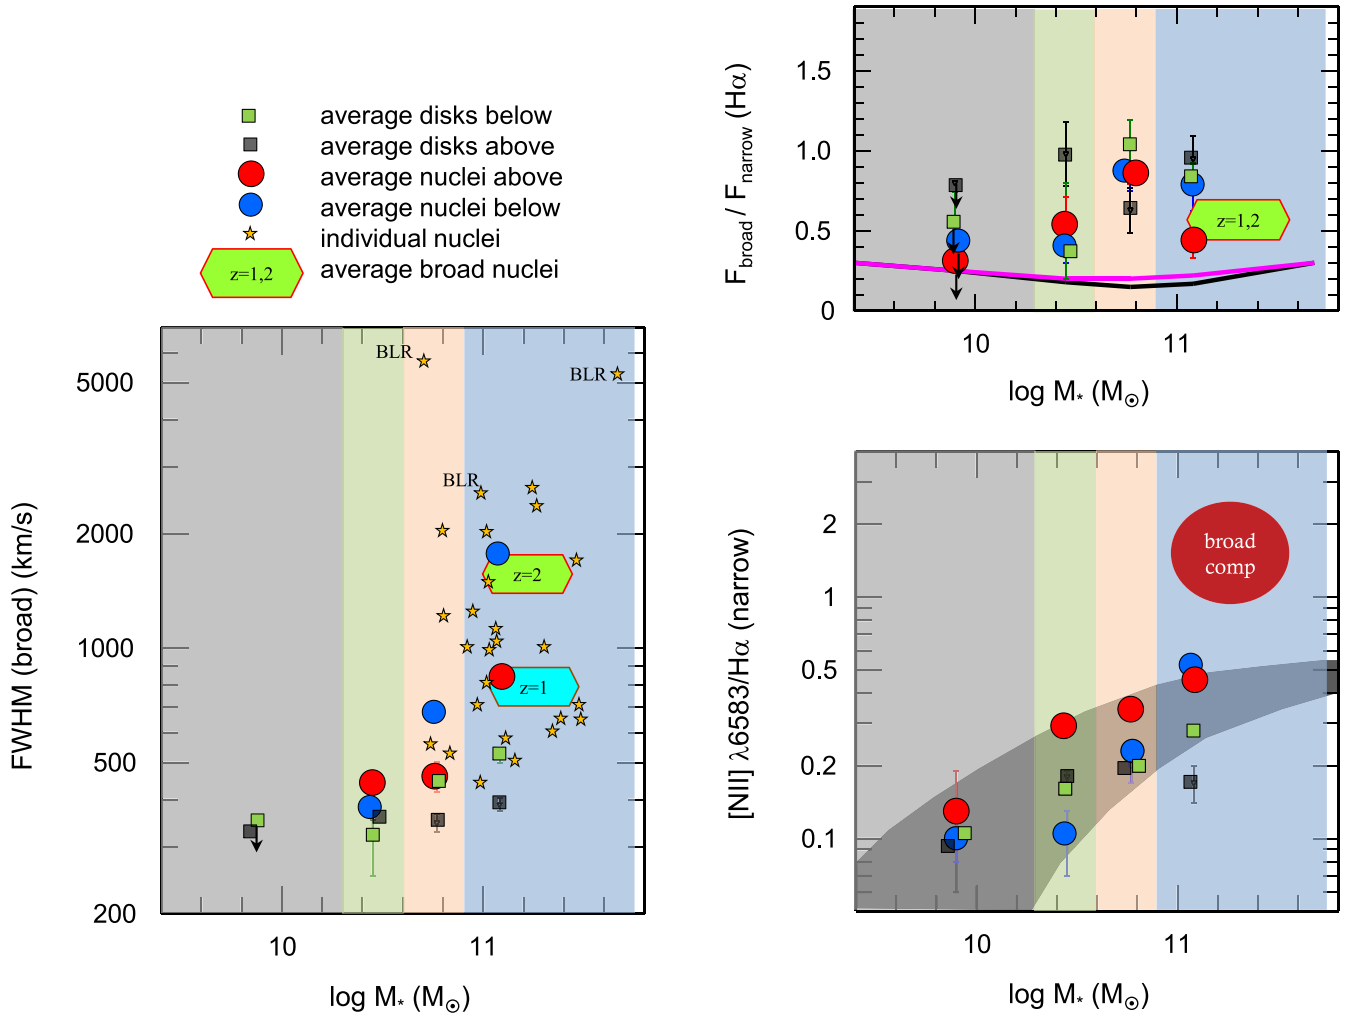 average disks below
average disks above
average nuclei above
average nuclei below
individual nuclei
z=1,2
average broad nuclei
FWHM (broad) (km/s)
5000
2000
1000
500
200
BLR
BLR
BLR
z=2
z=1
10
11
log M* (M⊙)
F_broad / F_narrow (Hα)
1.5
1.0
0.5
0
z=1,2
10
11
log M* (M⊙)
[NII] λ6583/Hα (narrow)
2
1
0.5
0.2
0.1
broad
comp
10
11
log M* (M⊙)